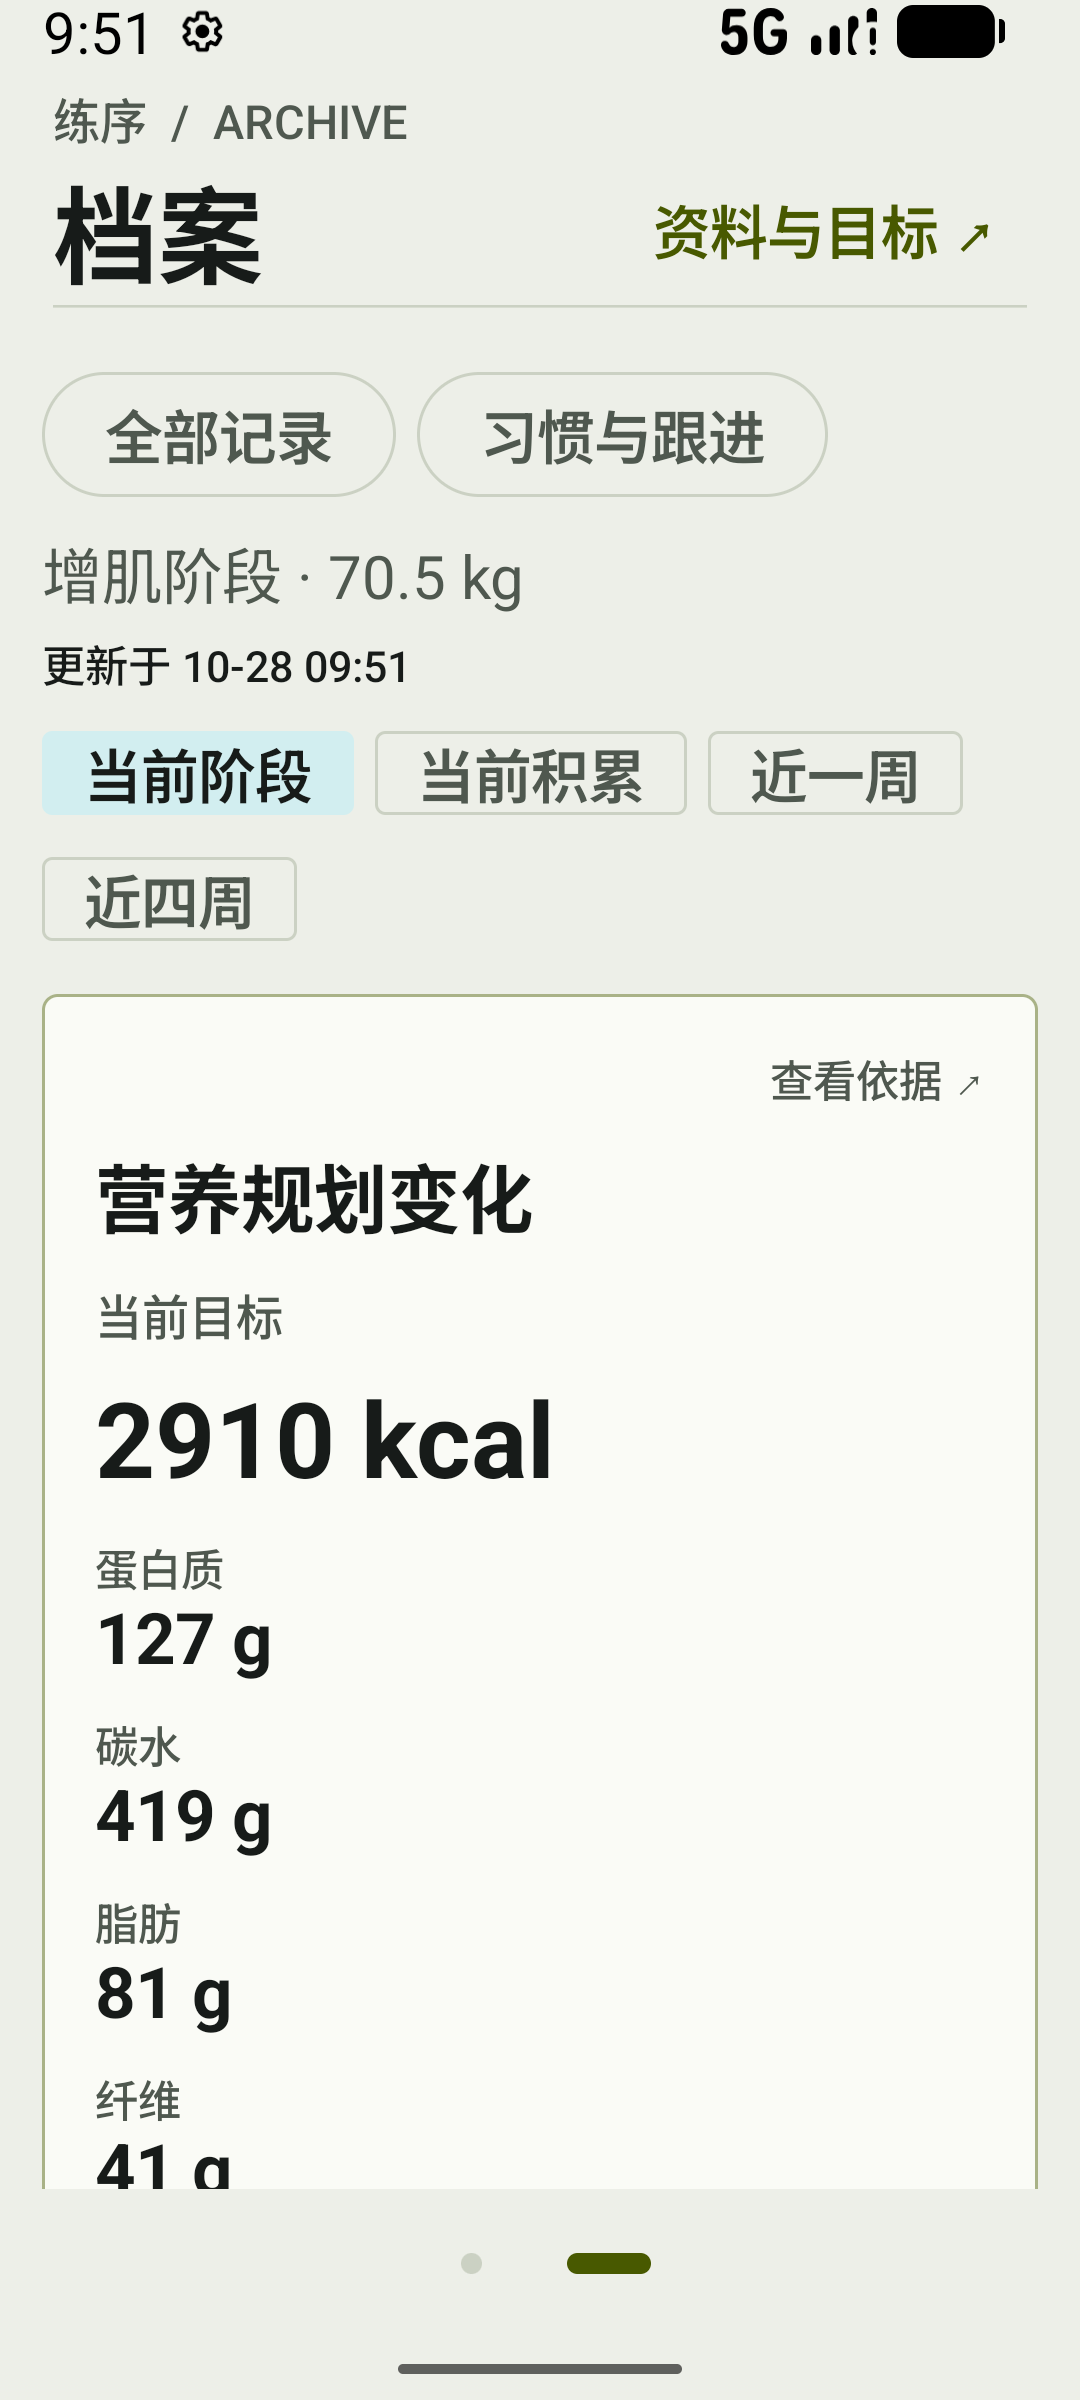 9:51
5G
练序 / ARCHIVE
档案
资料与目标 ↗
全部记录
习惯与跟进
增肌阶段 · 70.5 kg
更新于 10-28 09:51
当前阶段
当前积累
近一周
近四周
查看依据 ↗
营养规划变化
当前目标
2910 kcal
蛋白质
127 g
碳水
419 g
脂肪
81 g
纤维
41 g